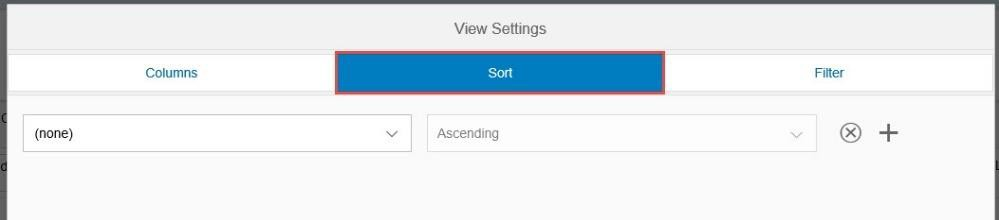 View Settings
Columns Sort Filter
(none) Ascending